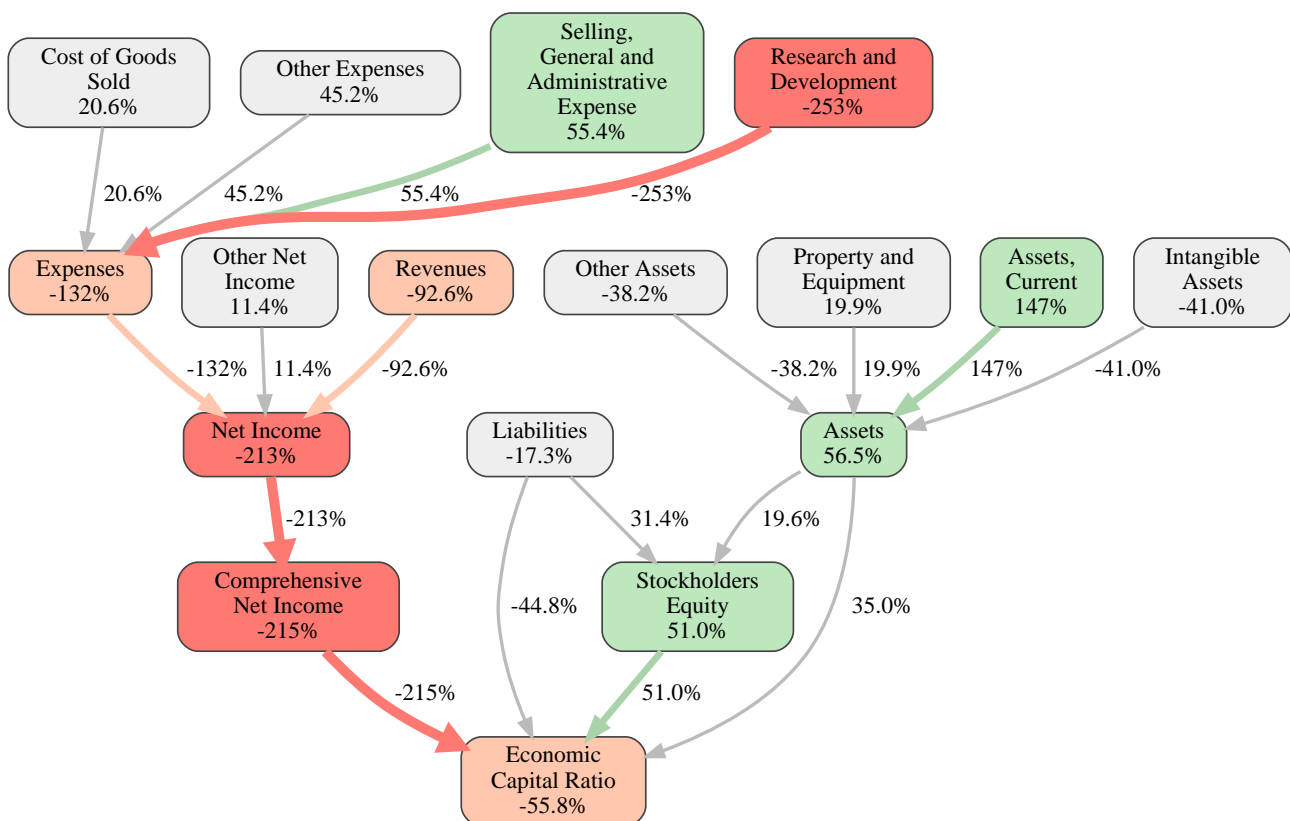 Cost of Goods
Sold
20.6%
Other Expenses
45.2%
Selling,
General and
Administrative
Expense
55.4%
Research and
Development
-253%
20.6%
45.2%
55.4%
-253%
Expenses
-132%
Other Net
Income
11.4%
Revenues
-92.6%
Other Assets
-38.2%
Property and
Equipment
19.9%
Assets,
Current
147%
Intangible
Assets
-41.0%
-132%
11.4%
-92.6%
-38.2%
19.9%
147%
-41.0%
Net Income
-213%
Liabilities
-17.3%
Assets
56.5%
-213%
31.4%
19.6%
Comprehensive
Net Income
-215%
-44.8%
Stockholders
Equity
51.0%
35.0%
-215%
51.0%
Economic
Capital Ratio
-55.8%